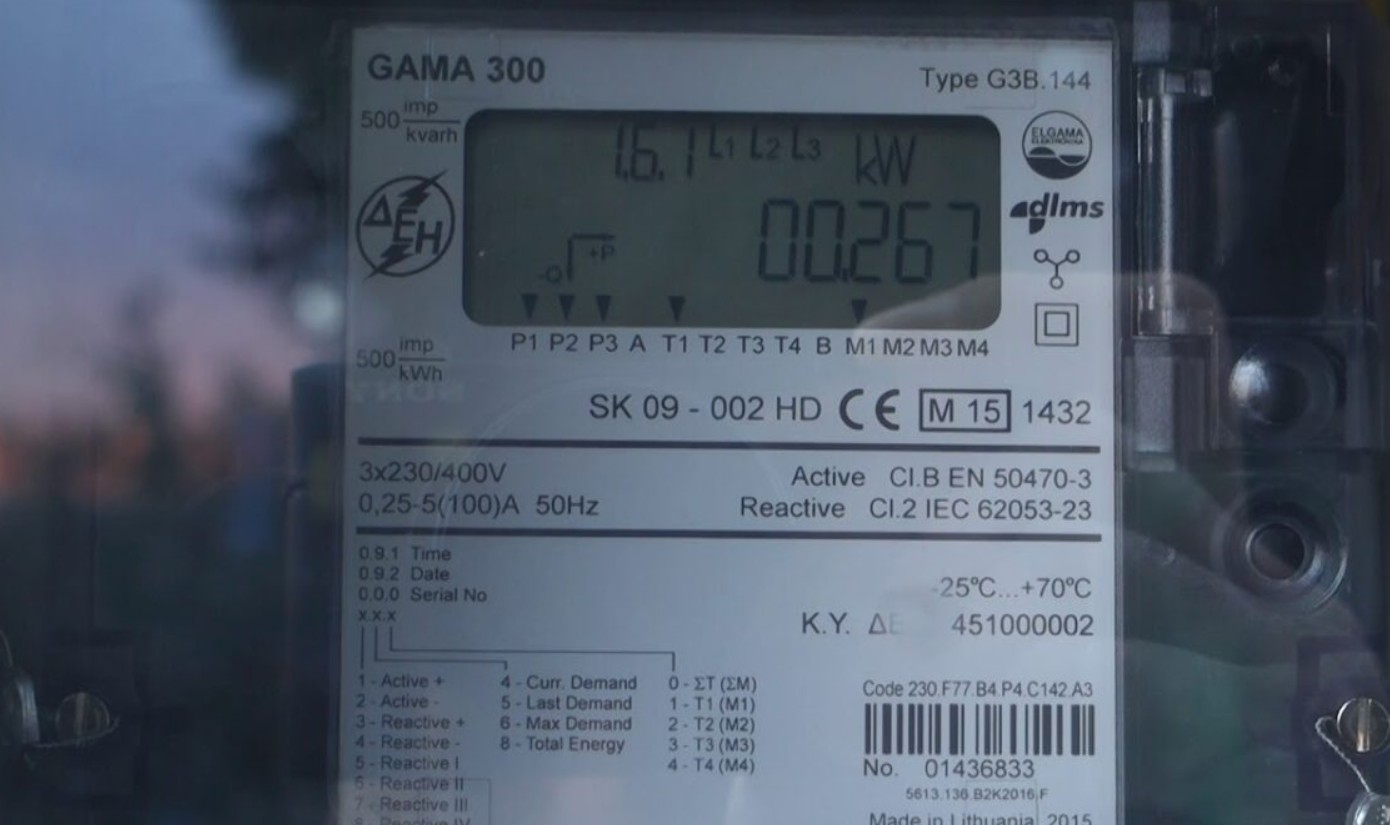 GAMA 300
Type G3B.144
500 imp/kvarh
1.6.1 L1 L2 L3 kW
ELGAMA
ELEKTRONIKA
ΔΕΗ
dlms
00.267
-Q +P
P1 P2 P3 A T1 T2 T3 T4 B M1 M2 M3 M4
500 imp/kWh
SK 09 - 002 HD CE M 15 1432
3x230/400V
Active Cl.B EN 50470-3
0,25-5(100)A 50Hz
Reactive Cl.2 IEC 62053-23
0.9.1 Time
0.9.2 Date
0.0.0 Serial No
x.x.x
-25ºC...+70ºC
K.Y. ΔΕ 451000002
1 - Active + 4 - Curr. Demand 0 - ΣT (ΣM)
2 - Active - 5 - Last Demand 1 - T1 (M1)
3 - Reactive + 6 - Max Demand 2 - T2 (M2)
4 - Reactive - 8 - Total Energy 3 - T3 (M3)
5 - Reactive I 4 - T4 (M4)
6 - Reactive II
7 - Reactive III
8 - Reactive IV
Code 230.F77.B4.P4.C142.A3
No. 01436833
5613.136.B2K2016.F
Made in Lithuania, 2015